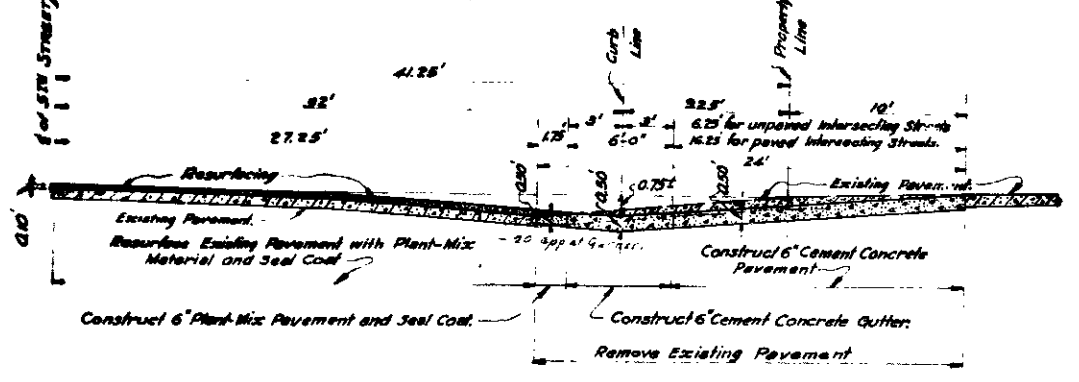 ℄ of 5TH STREET
Curb Line
Property Line
41.25'
32'
9.25'
10'
27.25'
1.75'
3'
3'
6.25' for unpaved Intersecting Streets
6'-0"
16.25' for paved Intersecting Streets.
24'
Resurfacing
0.50'
0.50'
0.75'±
0.50'
Existing Pavement.
0.10'
Existing Pavement.
Resurface Existing Pavement with Plant-Mix
Material and Seal Coat
Construct 6" Cement Concrete
Pavement
Construct 6" Plant-Mix Pavement and Seal Coat.
Construct 6" Cement Concrete Gutter.
Remove Existing Pavement